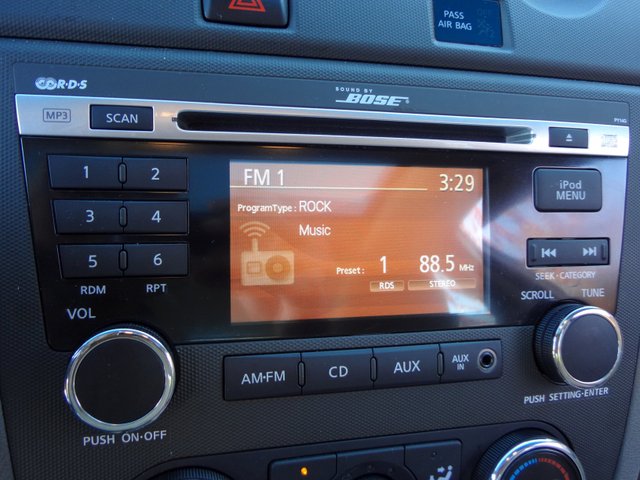 PASS
AIR BAG
R·D·S
SOUND BY
BOSE
MP3
SCAN
FM 1
3:29
iPod
MENU
1
2
ProgramType : ROCK
3
4
Music
5
6
Preset : 1 88.5 MHz
RDS
STEREO
SEEK · CATEGORY
RDM
RPT
SCROLL
TUNE
VOL
AM·FM
CD
AUX
AUX
IN
PUSH ON·OFF
PUSH SETTING·ENTER